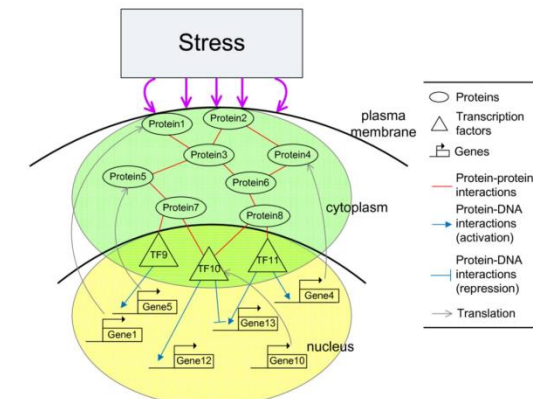 Stress
Protein1
Protein2
plasma
membrane
Protein3
Protein4
Protein5
Protein6
cytoplasm
Protein7
Protein8
TF9
TF10
TF11
Gene5
Gene4
Gene1
Gene13
nucleus
Gene12
Gene10
Proteins
Transcription
factors
Genes
Protein-protein
interactions
Protein-DNA
interactions
(activation)
Protein-DNA
interactions
(repression)
Translation